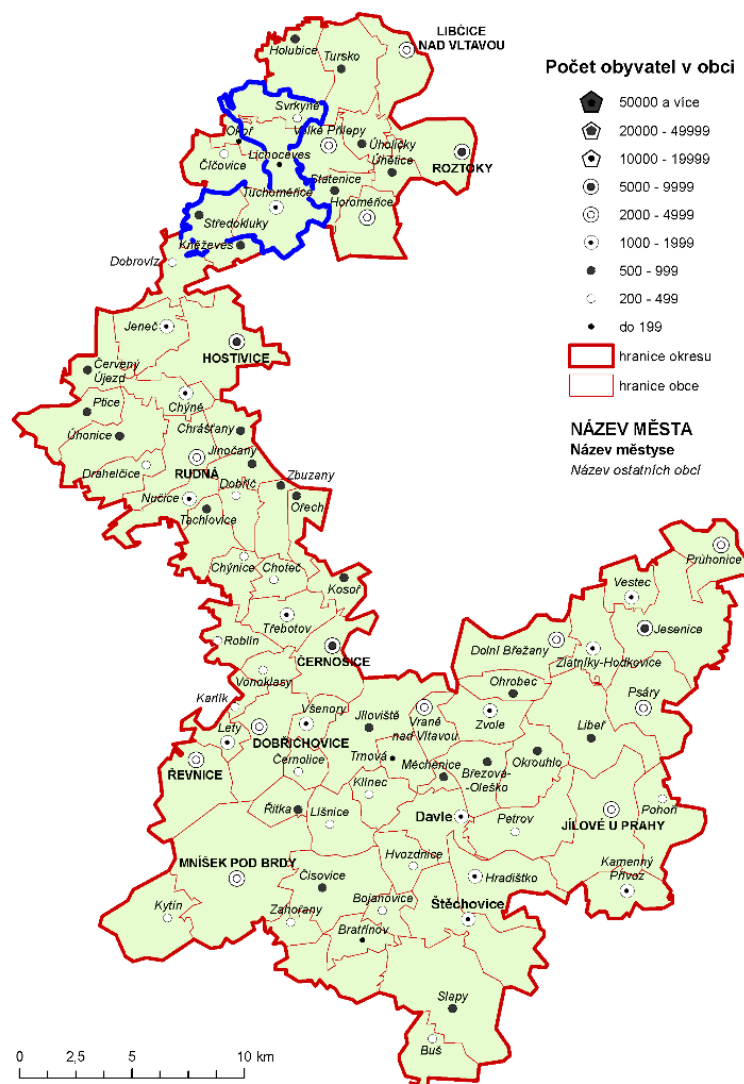 LIBČICE
NAD VLTAVOU
Holubice
Tursko
Svrkyně
Okoř
Velké Přílepy
Úholičky
Číčovice
Lichoceves
Úhetice
ROZTOKY
Statenice
Tuchoměřice
Horoměřice
Středokluky
Kněževes
Dobrovíz
Jeneč
HOSTIVICE
Červený
Újezd
Ptice
Chýně
Chrášťany
Úhonice
Jinočany
Drahelčice
RUDNÁ
Zbuzany
Dobříč
Nučice
Ořech
Tachlovice
Chýnice
Choteč
Kosoř
Třebotov
Roblín
ČERNOŠICE
Vonoklasy
Karlík
Všenory
Lety
DOBŘICHOVICE
Jíloviště
Vrané
nad Vltavou
Trnová
Černolice
ŘEVNICE
Měchenice
Klínec
Řitka
Líšnice
Davle
MNÍŠEK POD BRDY
Hvozdnice
Čisovice
Hradištko
Kytín
Zahořany
Bojanovice
Štěchovice
Bratřínov
Slapy
Buš
Průhonice
Vestec
Jesenice
Dolní Břežany
Zlatníky-Hodkovice
Ohrobec
Psáry
Zvole
Libeř
Březová-
Oleško
Okrouhlo
Petrov
JÍLOVÉ U PRAHY
Pohoří
Kamenný
Přívoz
Počet obyvatel v obci
50000 a více
20000 - 49999
10000 - 19999
5000 - 9999
2000 - 4999
1000 - 1999
500 - 999
200 - 499
do 199
hranice okresu
hranice obce
NÁZEV MĚSTA
Název městyse
Název ostatních obcí
0 2,5 5 10 km